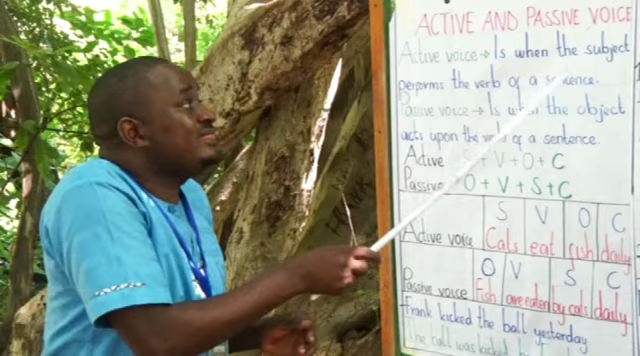 ACTIVE AND PASSIVE VOICE
Active voice → Is when the subject
performs the verb of a sentence.
Passive voice → Is when the object
acts upon the verb of a sentence.
Active S + V + O + C
Passive O + V + S + C
S V O C
Active voice Cats eat fish daily
O V S C
Passive voice Fish are eaten by cats daily
Frank kicked the ball yesterday
The ball was kicked